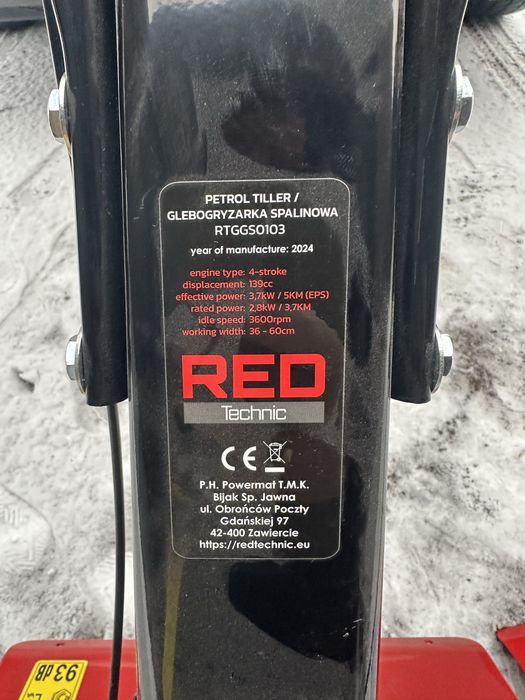 PETROL TILLER /
GLEBOGRYZARKA SPALINOWA
RTGGS0103
year of manufacture: 2024
engine type: 4-stroke
displacement: 139cc
effective power: 3,7kW / 5KM (EPS)
rated power: 2,8kW / 3,7KM
idle speed: 3600rpm
working width: 36 - 60cm
RED
Technic
CE
P.H. Powermat T.M.K.
Bijak Sp. Jawna
ul. Obrońców Poczty
Gdańskiej 97
42-400 Zawiercie
https://redtechnic.eu
93 dB